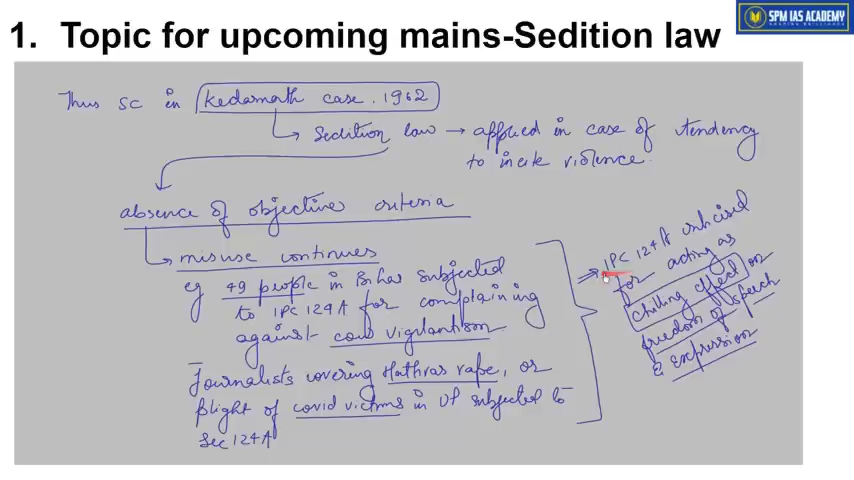 SPM IAS ACADEMY
1. Topic for upcoming mains-Sedition law
Thus SC in Kedarnath case. 1962
Sedition law → applied in case of tendency
to incite violence.
absence of objective criteria
misuse continues
eg 49 people in Bihar subjected
to IPC 124A for complaining
against cow vigilantism
Journalists covering Hathras rape, or
plight of covid victims in UP subjected to
Sec 124A
⇒ IPC 124A criticised
for acting as
chilling effect on
freedom of speech
& expression